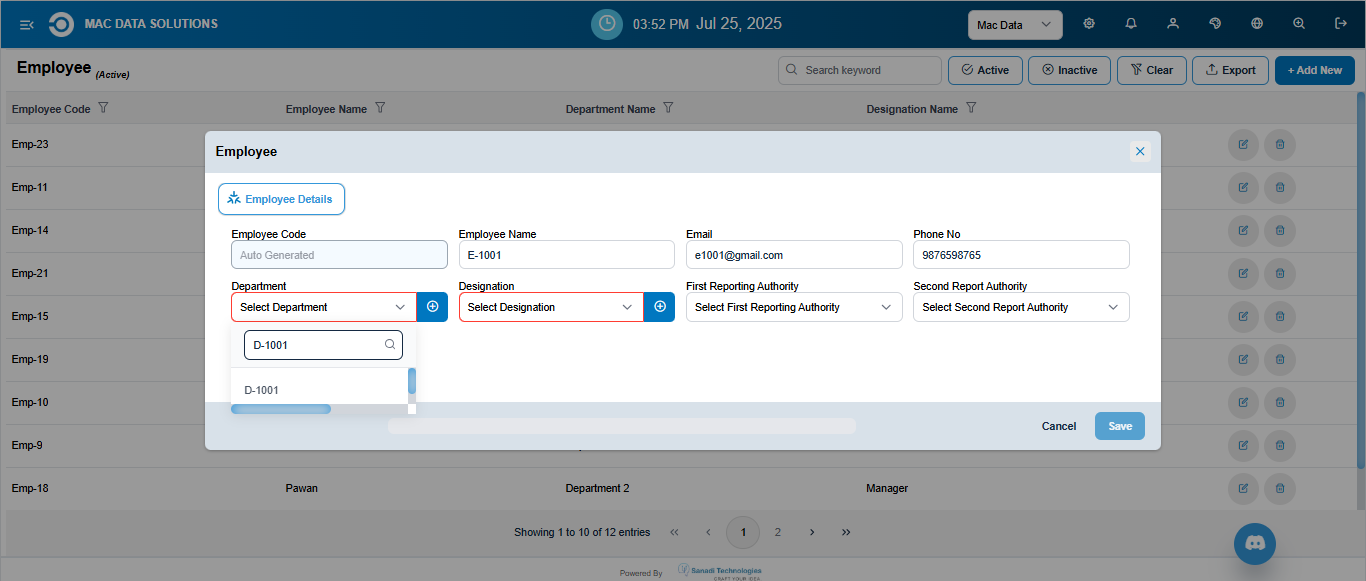 MAC DATA SOLUTIONS
03:52 PM Jul 25, 2025
Mac Data
Employee (Active)
Search keyword
Active
Inactive
Clear
Export
+ Add New
Employee Code
Employee Name
Department Name
Designation Name
Emp-23
Emp-11
Emp-14
Emp-21
Emp-15
Emp-19
Emp-10
Emp-9
Emp-18 Pawan Department 2 Manager
Employee
Employee Details
Employee Code
Auto Generated
Employee Name
E-1001
Email
e1001@gmail.com
Phone No
9876598765
Department
Select Department
Designation
Select Designation
First Reporting Authority
Select First Reporting Authority
Second Report Authority
Select Second Report Authority
D-1001
D-1001
Cancel
Save
Showing 1 to 10 of 12 entries
« ‹ 1 2 › »
Powered By
Sanadi Technologies
CRAFT YOUR IDEA